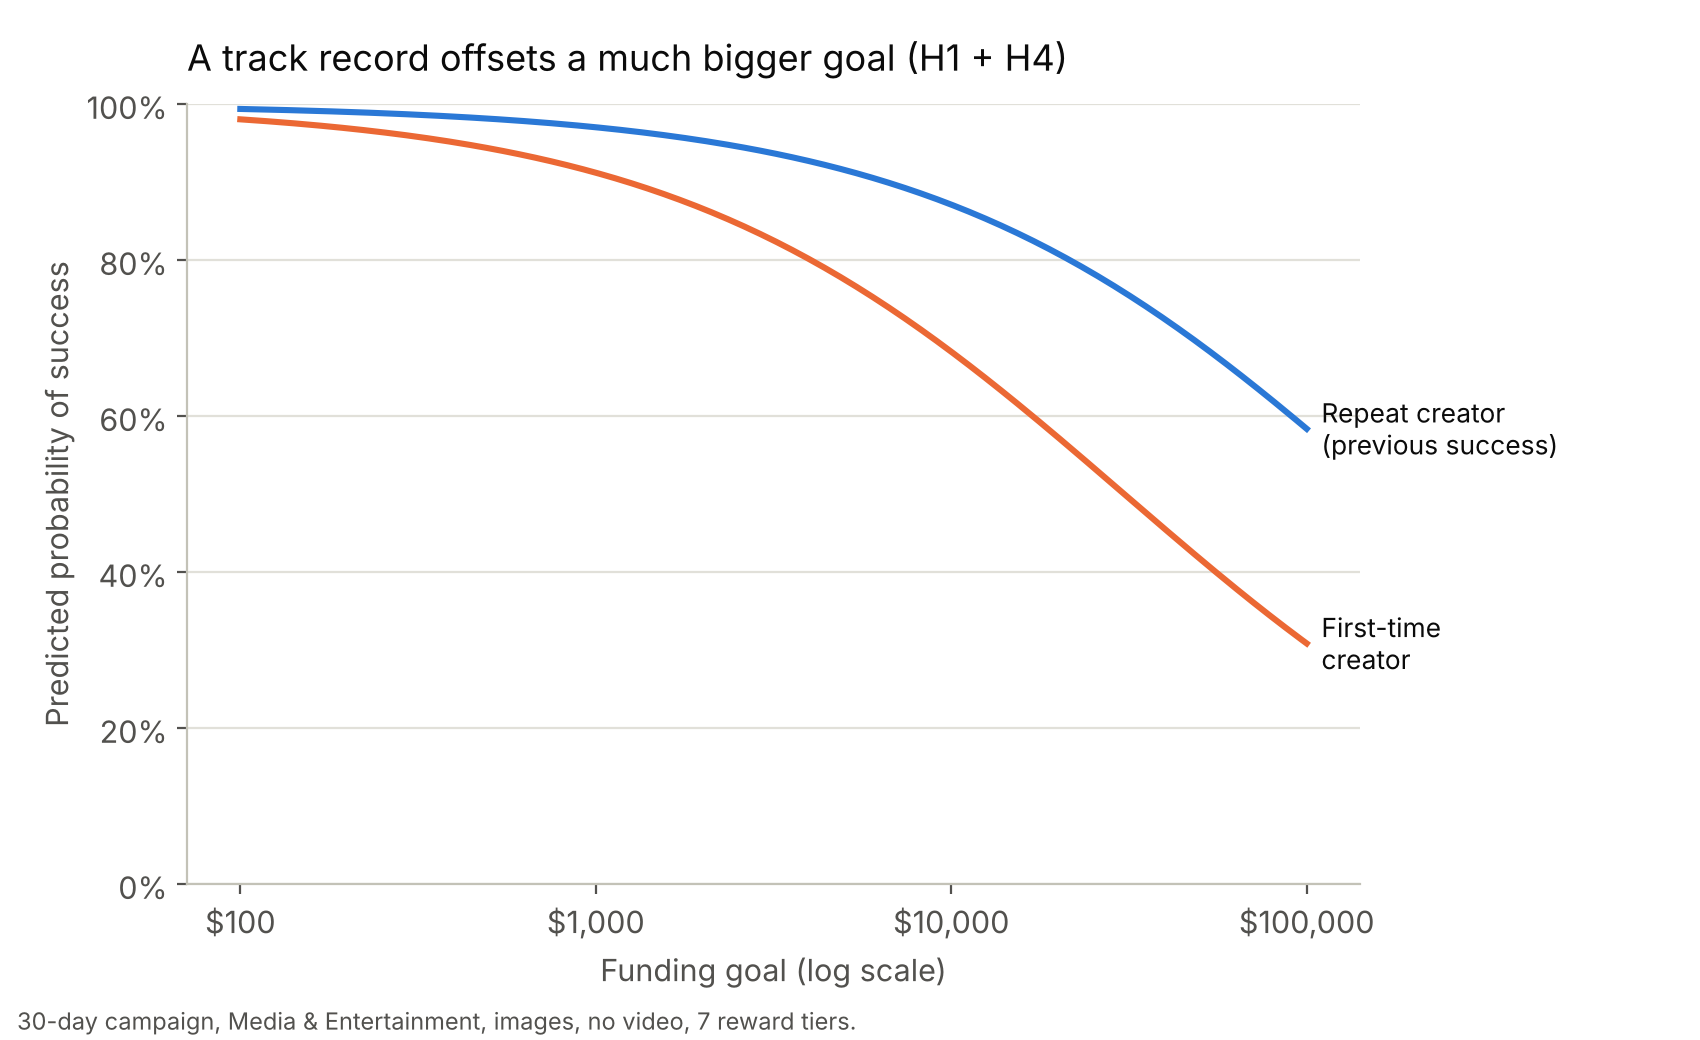 A track record offsets a much bigger goal (H1 + H4)
Predicted probability of success
100%
80%
60%
40%
20%
0%
Repeat creator
(previous success)
First-time
creator
$100
$1,000
$10,000
$100,000
Funding goal (log scale)
30-day campaign, Media & Entertainment, images, no video, 7 reward tiers.